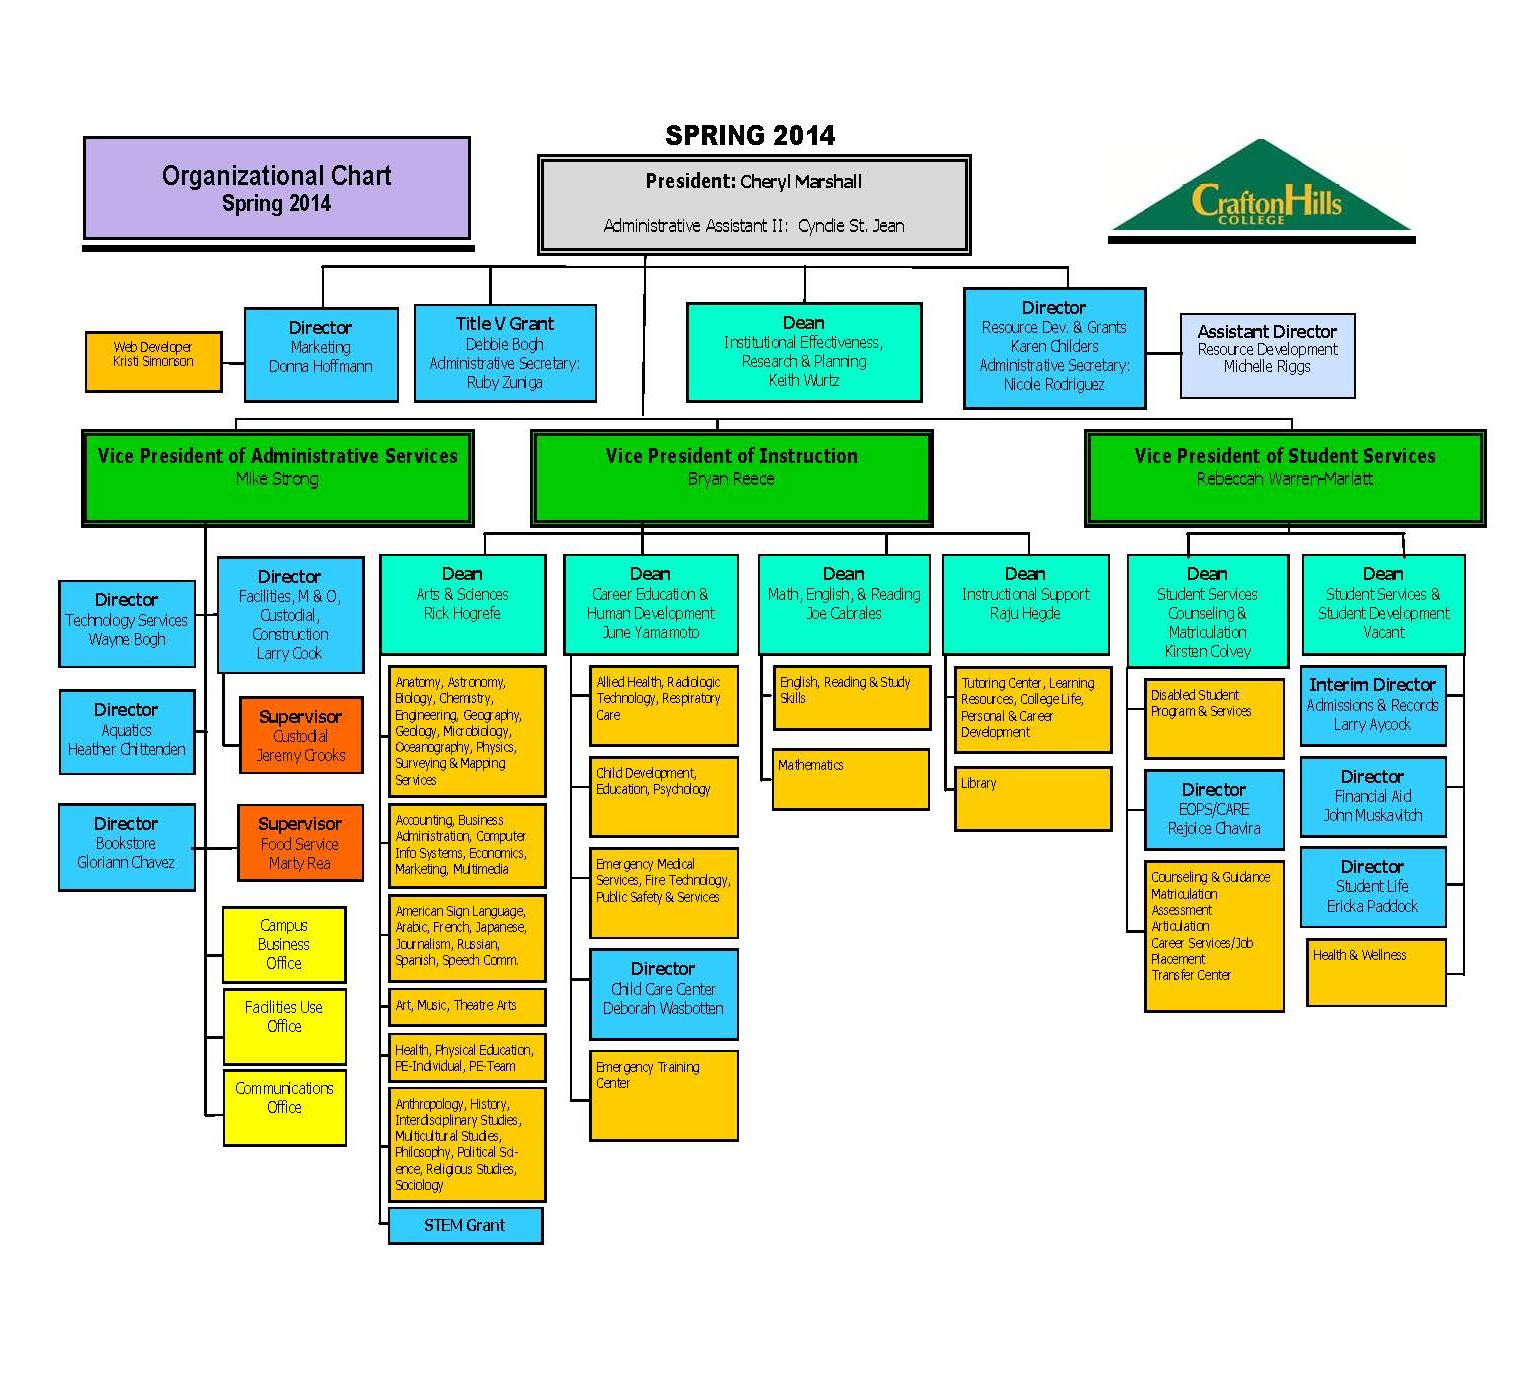 SPRING 2014
Organizational Chart
Spring 2014
President: Cheryl Marshall
Administrative Assistant II: Cyndie St. Jean
CraftonHills
COLLEGE
Web Developer
Kristi Simonson
Director
Marketing
Donna Hoffmann
Title V Grant
Debbie Bogh
Administrative Secretary:
Ruby Zuniga
Dean
Institutional Effectiveness,
Research & Planning
Keith Wurtz
Director
Resource Dev. & Grants
Karen Childers
Administrative Secretary:
Nicole Rodriguez
Assistant Director
Resource Development
Michelle Riggs
Vice President of Administrative Services
Mike Strong
Vice President of Instruction
Bryan Reece
Vice President of Student Services
Rebeccah Warren-Marlatt
Director
Technology Services
Wayne Bogh
Director
Facilities, M & O,
Custodial,
Construction
Larry Cook
Director
Aquatics
Heather Chittenden
Supervisor
Custodial
Jeremy Crooks
Director
Bookstore
Gloriann Chavez
Supervisor
Food Service
Marty Rea
Campus
Business
Office
Facilities Use
Office
Communications
Office
Dean
Arts & Sciences
Rick Hogrefe
Anatomy, Astronomy,
Biology, Chemistry,
Engineering, Geography,
Geology, Microbiology,
Oceanography, Physics,
Surveying & Mapping
Services
Accounting, Business
Administration, Computer
Info Systems, Economics,
Marketing, Multimedia
American Sign Language,
Arabic, French, Japanese,
Journalism, Russian,
Spanish, Speech Comm.
Art, Music, Theatre Arts
Health, Physical Education,
PE-Individual, PE-Team
Anthropology, History,
Interdisciplinary Studies,
Multicultural Studies,
Philosophy, Political Sci-
ence, Religious Studies,
Sociology
STEM Grant
Dean
Career Education &
Human Development
June Yamamoto
Allied Health, Radiologic
Technology, Respiratory
Care
Child Development,
Education, Psychology
Emergency Medical
Services, Fire Technology,
Public Safety & Services
Director
Child Care Center
Deborah Wasbotten
Emergency Training
Center
Dean
Math, English, & Reading
Joe Cabrales
English, Reading & Study
Skills
Mathematics
Dean
Instructional Support
Raju Hegde
Tutoring Center, Learning
Resources, College Life,
Personal & Career
Development
Library
Dean
Student Services
Counseling &
Matriculation
Kirsten Colvey
Disabled Student
Program & Services
Director
EOPS/CARE
Rejoice Chavira
Counseling & Guidance
Matriculation
Assessment
Articulation
Career Services/Job
Placement
Transfer Center
Dean
Student Services &
Student Development
Vacant
Interim Director
Admissions & Records
Larry Aycock
Director
Financial Aid
John Muskavitch
Director
Student Life
Ericka Paddock
Health & Wellness